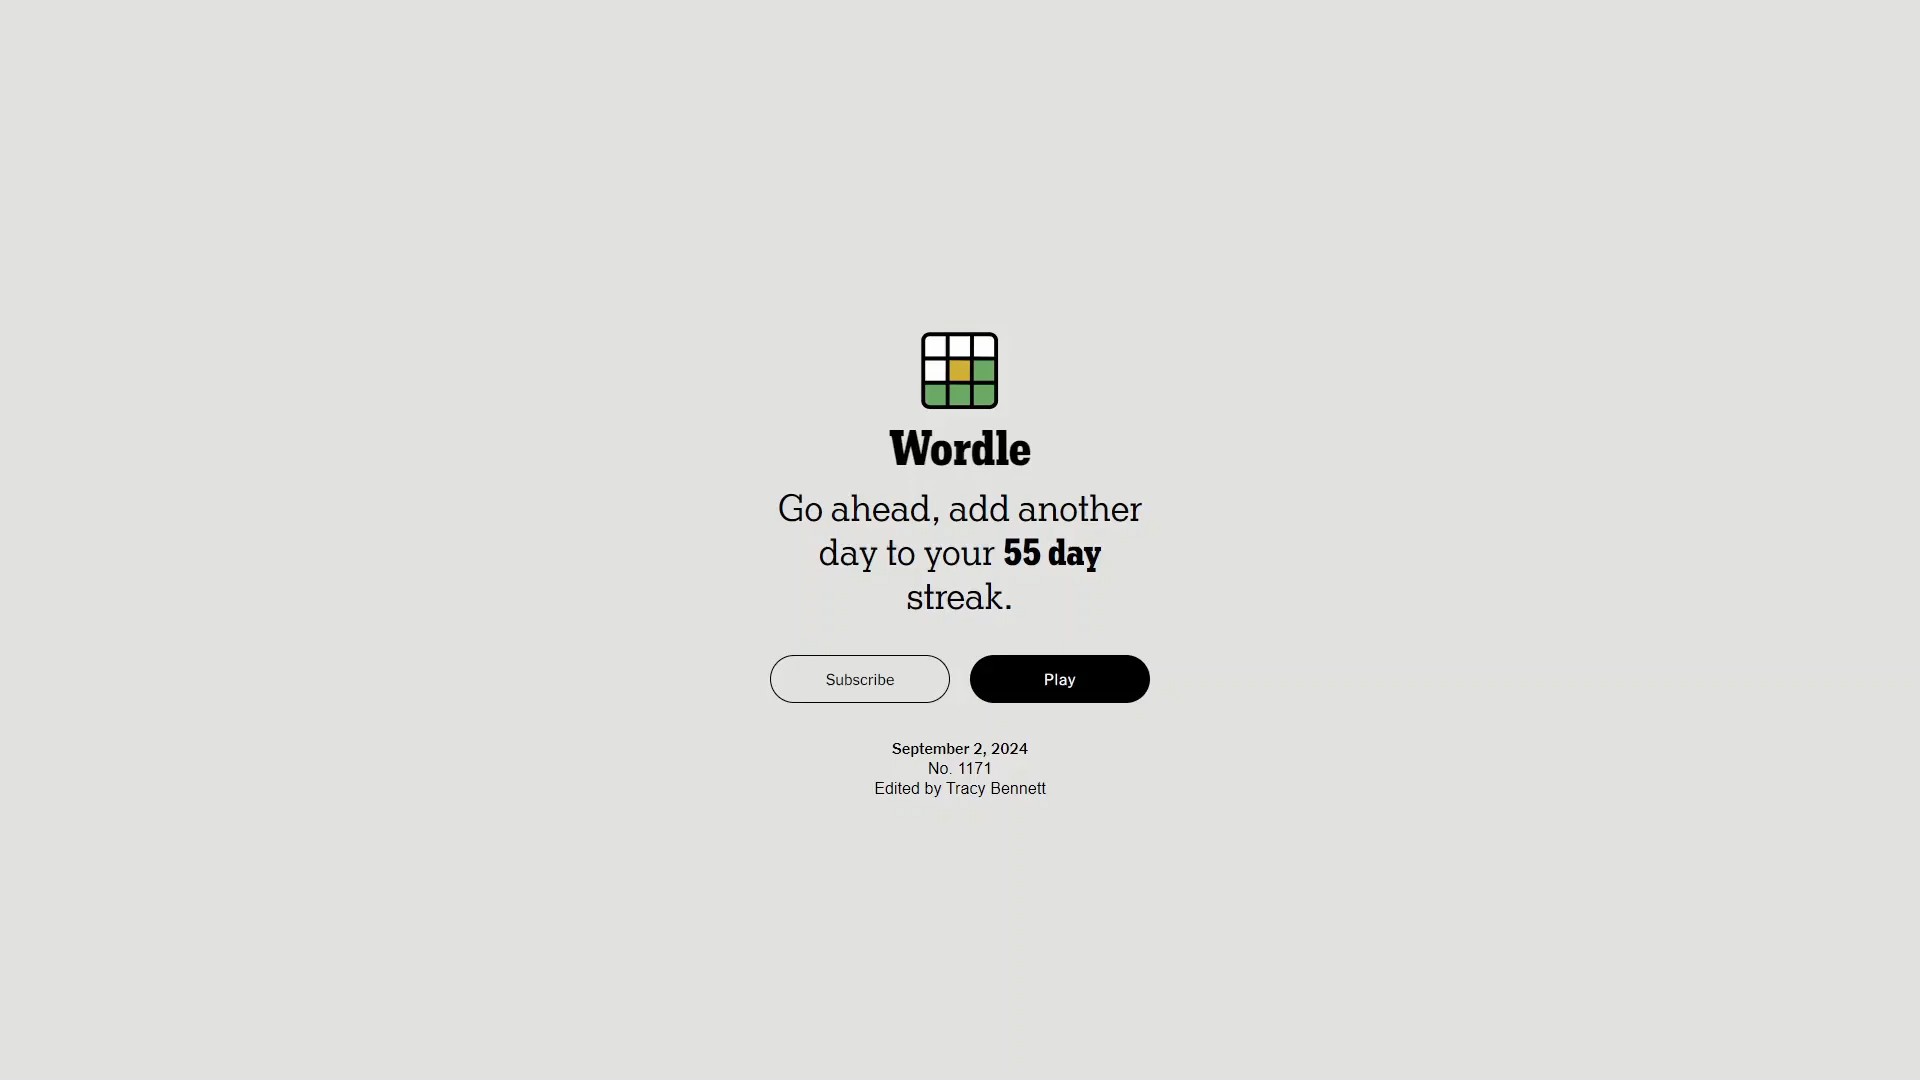 Wordle
Go ahead, add another
day to your 55 day
streak.
Subscribe
Play
September 2, 2024
No. 1171
Edited by Tracy Bennett